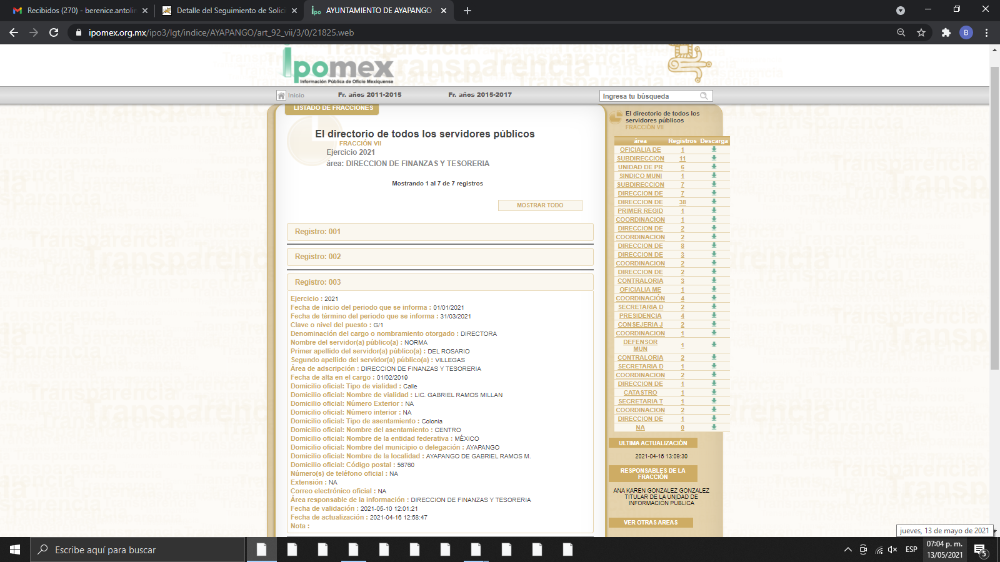 Recibidos (270) - berenice.antolin
Detalle del Seguimiento de Solici
ipo AYUNTAMIENTO DE AYAPANGO
ipomex.org.mx/ipo3/lgt/indice/AYAPANGO/art_92_vii/3/0/21825.web
B
Ipomex
Información Pública de Oficio Mexiquense
Transparencia
Inicio
Fr. años 2011-2015
Fr. años 2015-2017
Ingresa tu búsqueda
LISTADO DE FRACCIONES
El directorio de todos los servidores públicos
FRACCIÓN VII
Ejercicio 2021
área: DIRECCION DE FINANZAS Y TESORERIA
Mostrando 1 al 7 de 7 registros
MOSTRAR TODO
Registro: 001
Registro: 002
Registro: 003
Ejercicio : 2021
Fecha de inicio del periodo que se informa : 01/01/2021
Fecha de término del periodo que se informa : 31/03/2021
Clave o nivel del puesto : G/1
Denominación del cargo o nombramiento otorgado : DIRECTORA
Nombre del servidor(a) público(a) : NORMA
Primer apellido del servidor(a) público(a) : DEL ROSARIO
Segundo apellido del servidor(a) público(a) : VILLEGAS
Área de adscripción : DIRECCION DE FINANZAS Y TESORERIA
Fecha de alta en el cargo : 01/02/2019
Domicilio oficial: Tipo de vialidad : Calle
Domicilio oficial: Nombre de vialidad : LIC. GABRIEL RAMOS MILLAN
Domicilio oficial: Número Exterior : NA
Domicilio oficial: Número interior : NA
Domicilio oficial: Tipo de asentamiento : Colonia
Domicilio oficial: Nombre del asentamiento : CENTRO
Domicilio oficial: Nombre de la entidad federativa : MÉXICO
Domicilio oficial: Nombre del municipio o delegación : AYAPANGO
Domicilio oficial: Nombre de la localidad : AYAPANGO DE GABRIEL RAMOS M.
Domicilio oficial: Código postal : 56760
Número(s) de teléfono oficial : NA
Extensión : NA
Correo electrónico oficial : NA
Área responsable de la información : DIRECCION DE FINANZAS Y TESORERIA
Fecha de validación : 2021-05-10 12:01:21
Fecha de actualización : 2021-04-16 12:58:47
Nota :
El directorio de todos los
servidores públicos
FRACCIÓN VII
área Registros Descarga
OFICIALIA DE 1
SUBDIRECCION 11
UNIDAD DE PR 6
SINDICO MUNI 1
SUBDIRECCION 7
DIRECCION DE 7
DIRECCION DE 38
PRIMER REGID 1
COORDINACION 1
DIRECCION DE 2
COORDINACION 2
DIRECCION DE 8
DIRECCION DE 3
COORDINACION 2
DIRECCION DE 2
CONTRALORIA 3
OFICIALIA ME 1
COORDINACIÓN 4
SECRETARIA D 2
PRESIDENCIA 4
CONSEJERIA J 2
COORDINACION 1
DEFENSOR
MUN 1
CONTRALORIA 2
SECRETARIA D 1
COORDINACION 2
DIRECCION DE 1
CATASTRO 1
SECRETARIA T 1
COORDINACION 2
DIRECCION DE 1
NA 0
ULTIMA ACTUALIZACIÓN
2021-04-16 13:09:30
RESPONSABLES DE LA
FRACCIÓN
ANA KAREN GONZALEZ GONZALEZ
TITULAR DE LA UNIDAD DE
INFORMACIÓN PÚBLICA
VER OTRAS AREAS
jueves, 13 de mayo de 2021
Escribe aquí para buscar
ESP
07:04 p. m.
13/05/2021
5